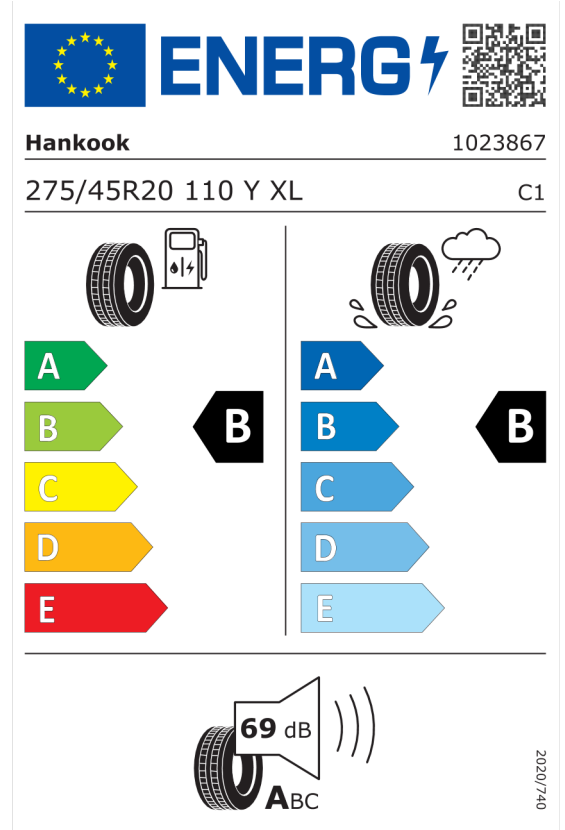 ENERG
Hankook 1023867
275/45R20 110 Y XL C1
A A
B B B B
C C
D D
E E
69 dB
ABC
2020/740